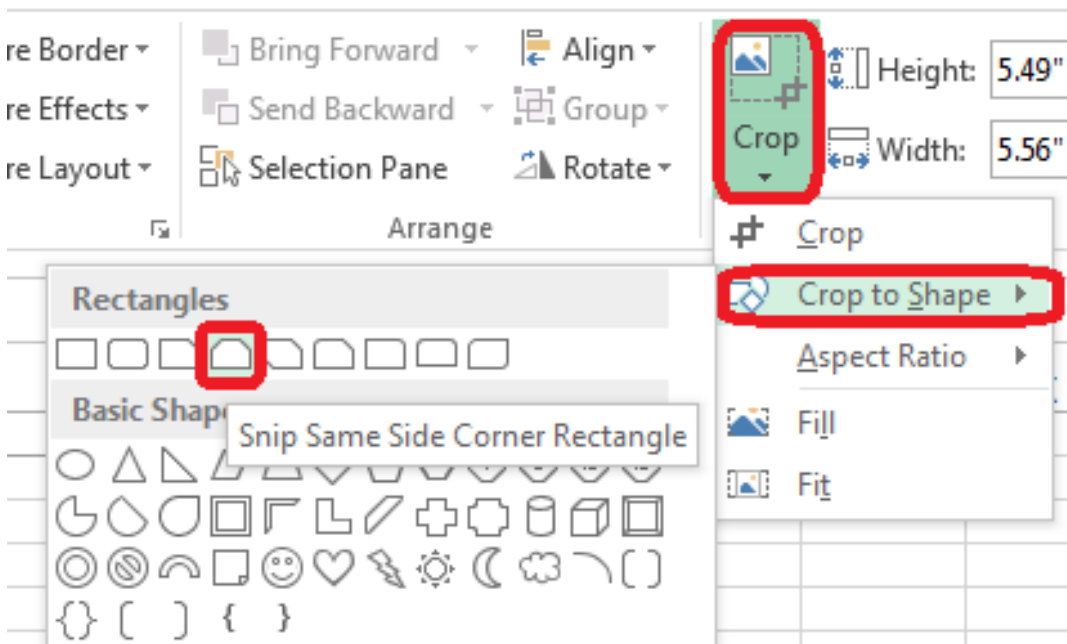 re Border
Bring Forward
Align
Height: 5.49"
re Effects
Send Backward
Group
Crop
Width: 5.56"
re Layout
Selection Pane
Rotate
Arrange
Crop
Rectangles
Crop to Shape
Aspect Ratio
Basic Shap
Snip Same Side Corner Rectangle
Fill
Fit